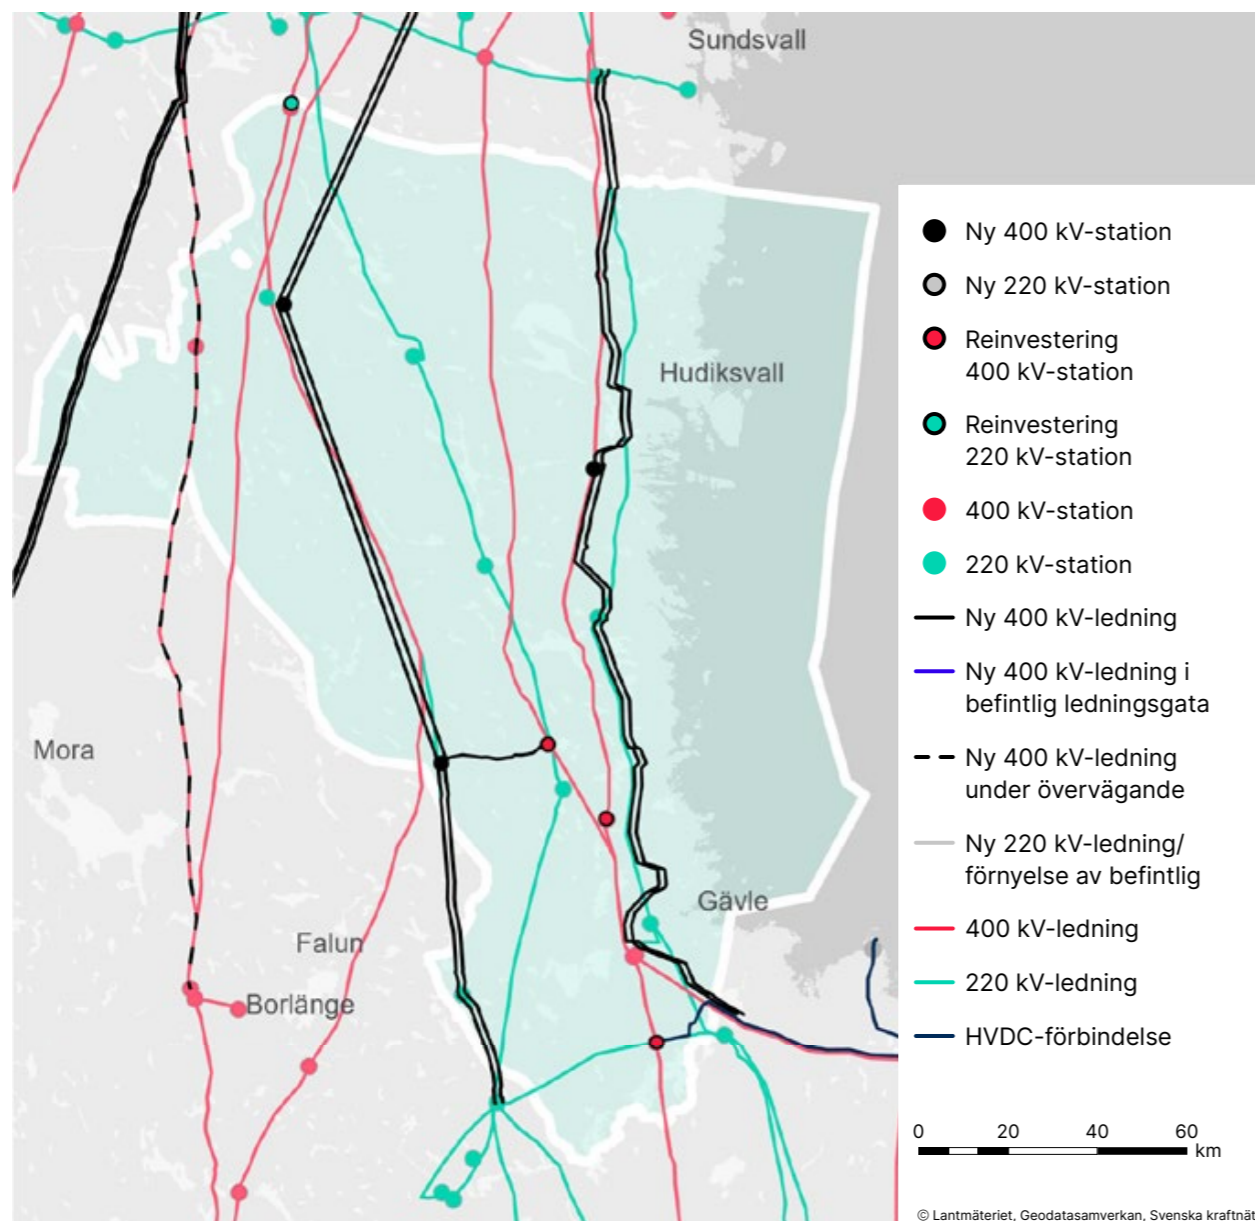 Sundsvall
Hudiksvall
Mora
Gävle
Falun
Borlänge
Ny 400 kV-station
Ny 220 kV-station
Reinvestering
400 kV-station
Reinvestering
220 kV-station
400 kV-station
220 kV-station
Ny 400 kV-ledning
Ny 400 kV-ledning i
befintlig ledningsgata
Ny 400 kV-ledning
under övervägande
Ny 220 kV-ledning/
förnyelse av befintlig
400 kV-ledning
220 kV-ledning
HVDC-förbindelse
0 20 40 60
km
© Lantmäteriet, Geodatasamverkan, Svenska kraftnät